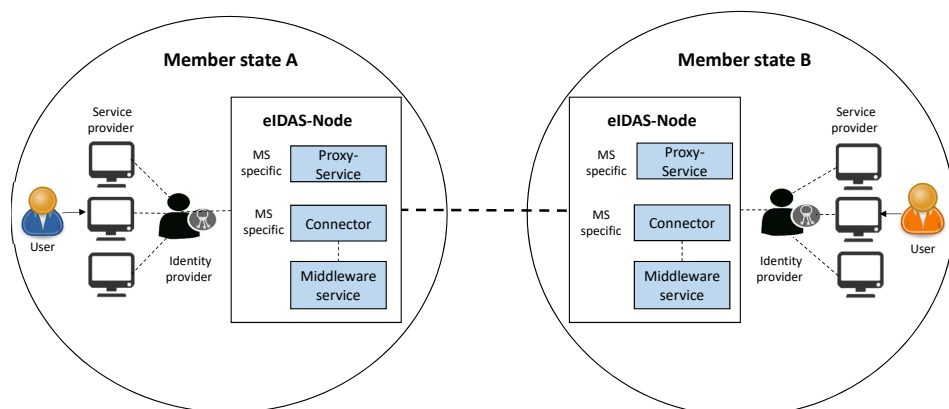 Member state A
Service
provider
User
Identity
provider
eIDAS-Node
MS
specific
Proxy-
Service
MS
specific
Connector
Middleware
service
Member state B
eIDAS-Node
MS
specific
Proxy-
Service
MS
specific
Connector
Middleware
service
Service
provider
Identity
provider
User